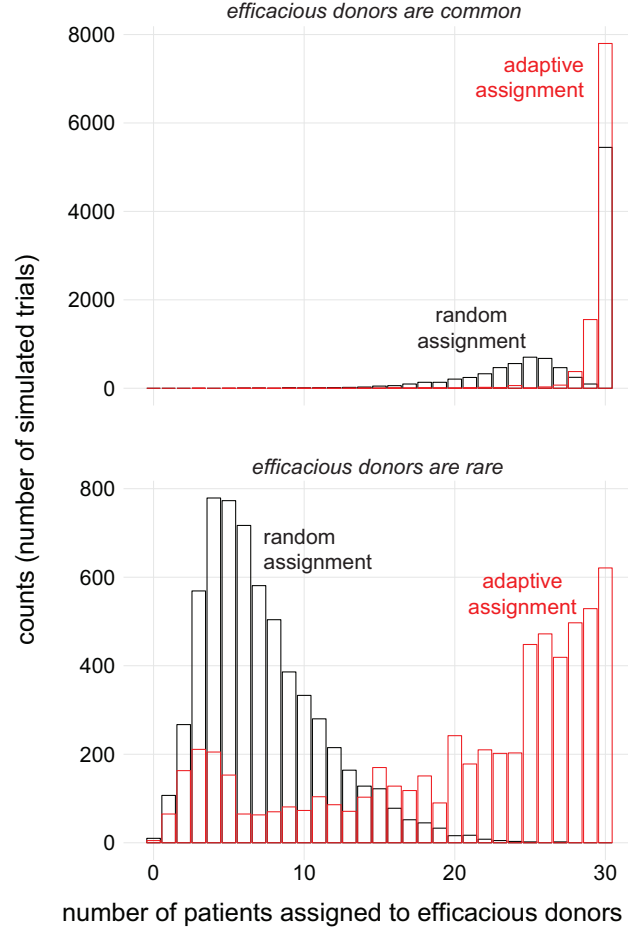 efficacious donors are common
8000
adaptive
assignment
6000
4000
2000
random
assignment
0
counts (number of simulated trials)
efficacious donors are rare
800
random
assignment
adaptive
assignment
600
400
200
0
0
10
20
30
number of patients assigned to efficacious donors